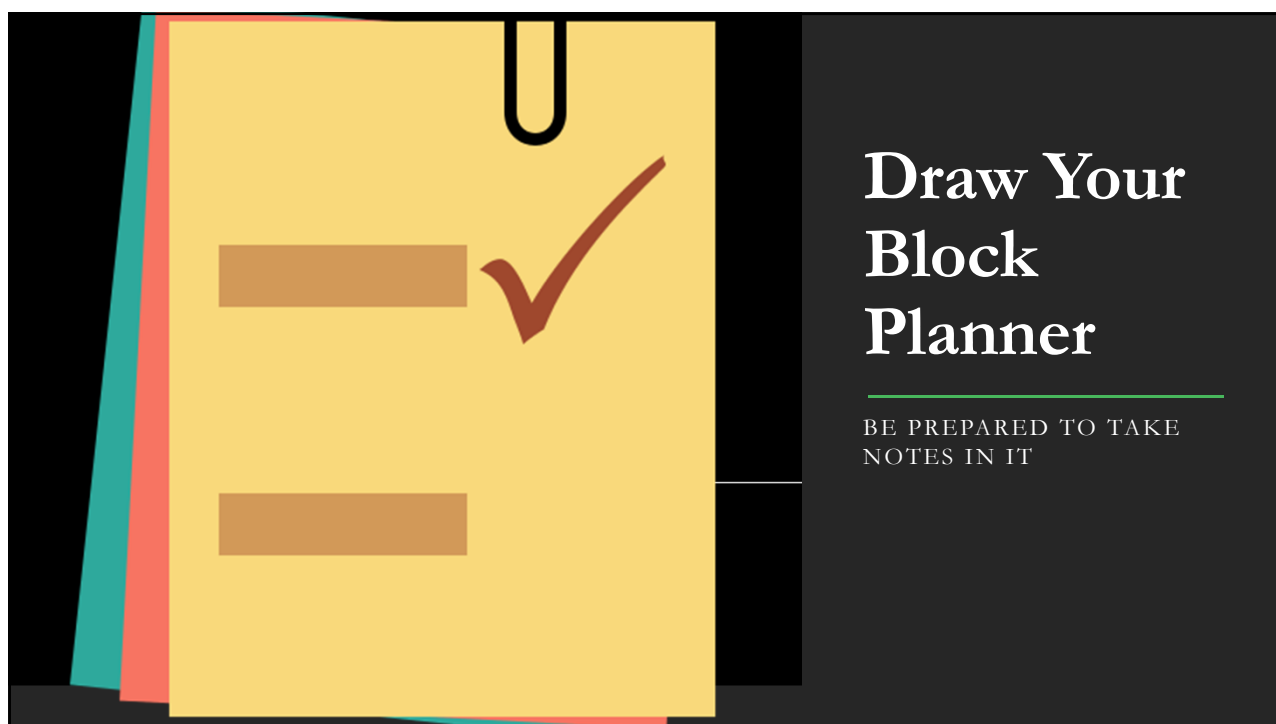 Draw Your
Block
Planner
BE PREPARED TO TAKE
NOTES IN IT